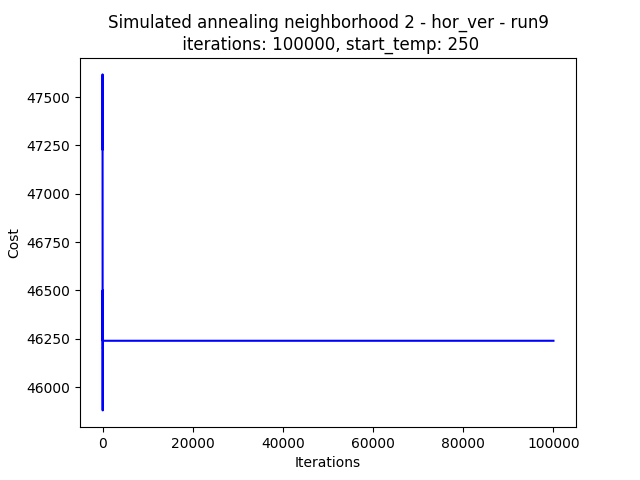 Simulated annealing neighborhood 2 - hor_ver - run9
iterations: 100000, start_temp: 250
47500
47250
47000
46750
46500
46250
46000
Cost
0 20000 40000 60000 80000 100000
Iterations